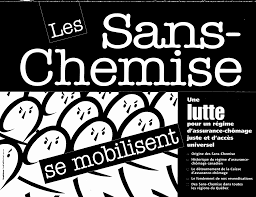 Les
Sans-
Chemise
se mobilisent
Une
lutte
pour un régime
d'assurance-chômage
juste et d'accès
universel
- Origine des Sans-Chemise
- Historique du régime d'assurance-
chômage canadien
- Le détournement de la Caisse
d'assurance-chômage
- Le fondement de nos revendications
- Des Sans-Chemise dans toutes
les régions du Québec